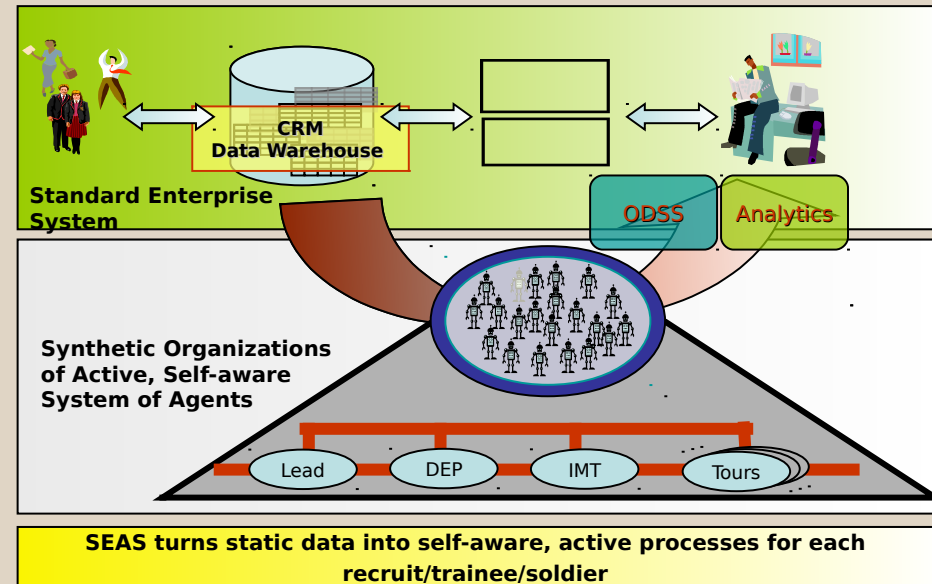 CRM
Data Warehouse
Standard Enterprise
System
ODSS
Analytics
Synthetic Organizations
of Active, Self-aware
System of Agents
Lead
DEP
IMT
Tours
SEAS turns static data into self-aware, active processes for each
recruit/trainee/soldier